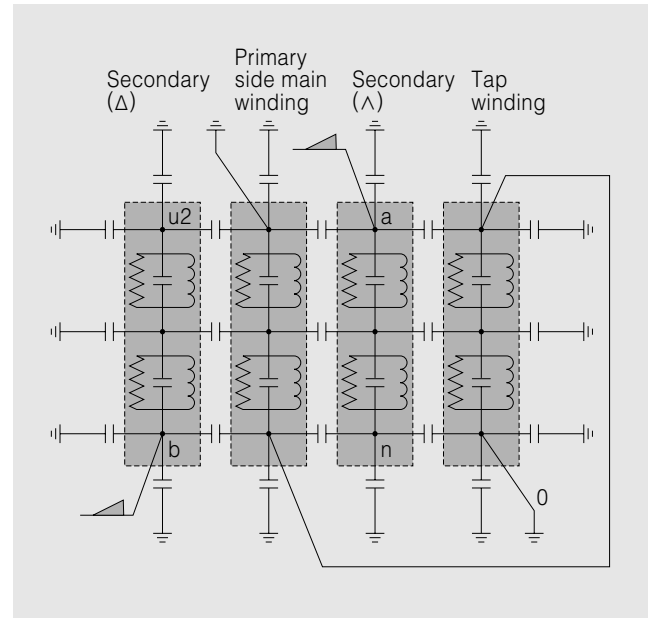 Secondary
(Δ)
Primary
side main
winding
Secondary
(⋏)
Tap
winding
u2
a
b
n
0